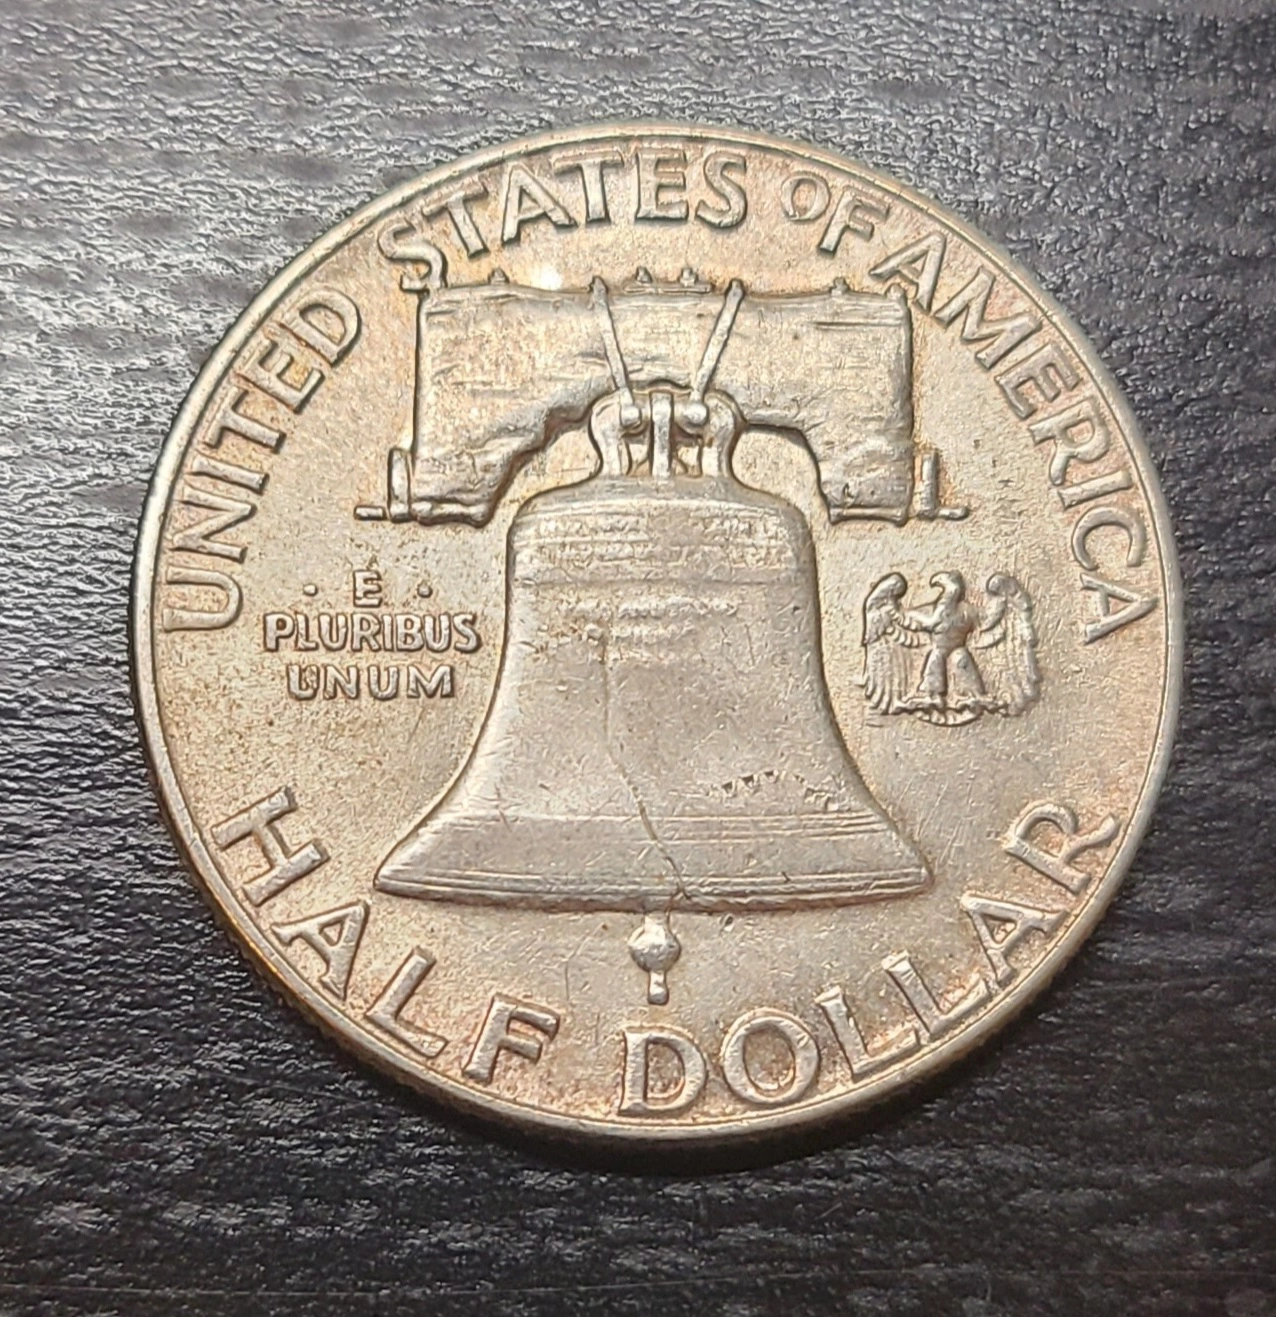 UNITED STATES OF AMERICA
· E ·
PLURIBUS
UNUM
HALF DOLLAR